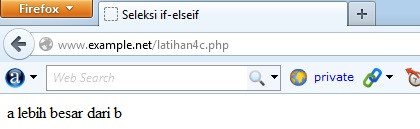 Firefox
Seleksi if-elseif
www.example.net/latihan4c.php
Web Search
private
a lebih besar dari b